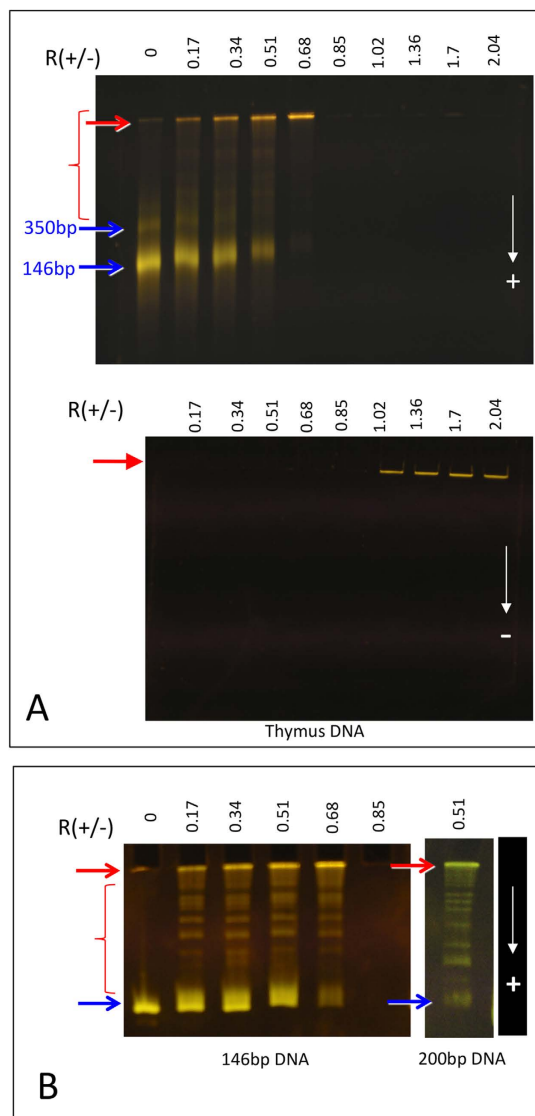 R(+/-) 0 0.17 0.34 0.51 0.68 0.85 1.02 1.36 1.7 2.04
350bp
146bp
+
R(+/-) 0.17 0.34 0.51 0.68 0.85 1.02 1.36 1.7 2.04
-
A
Thymus DNA
R(+/-) 0 0.17 0.34 0.51 0.68 0.85 0.51
+
146bp DNA 200bp DNA
B